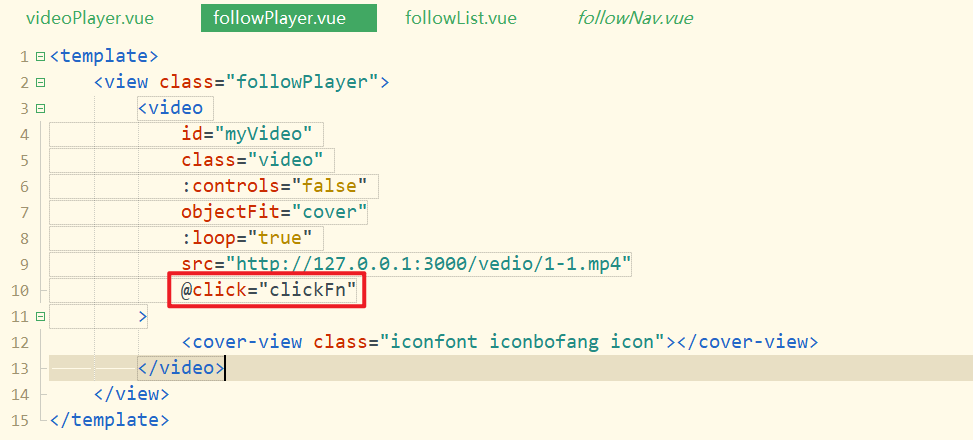 videoPlayer.vue followPlayer.vue followList.vue followNav.vue
1 <template>
2 <view class="followPlayer">
3 <video
4 id="myVideo"
5 class="video"
6 :controls="false"
7 objectFit="cover"
8 :loop="true"
9 src="http://127.0.0.1:3000/vedio/1-1.mp4"
10 @click="clickFn"
11 >
12 <cover-view class="iconfont iconbofang icon"></cover-view>
13 </video>
14 </view>
15 </template>